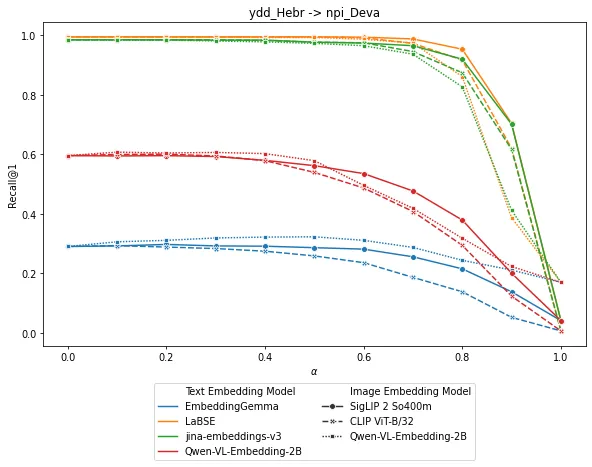 ydd_Hebr -> npi_Deva
Recall@1
1.0
0.8
0.6
0.4
0.2
0.0
0.0 0.2 0.4 0.6 0.8 1.0
α
Text Embedding Model
EmbeddingGemma
LaBSE
jina-embeddings-v3
Qwen-VL-Embedding-2B
Image Embedding Model
SigLIP 2 So400m
CLIP ViT-B/32
Qwen-VL-Embedding-2B